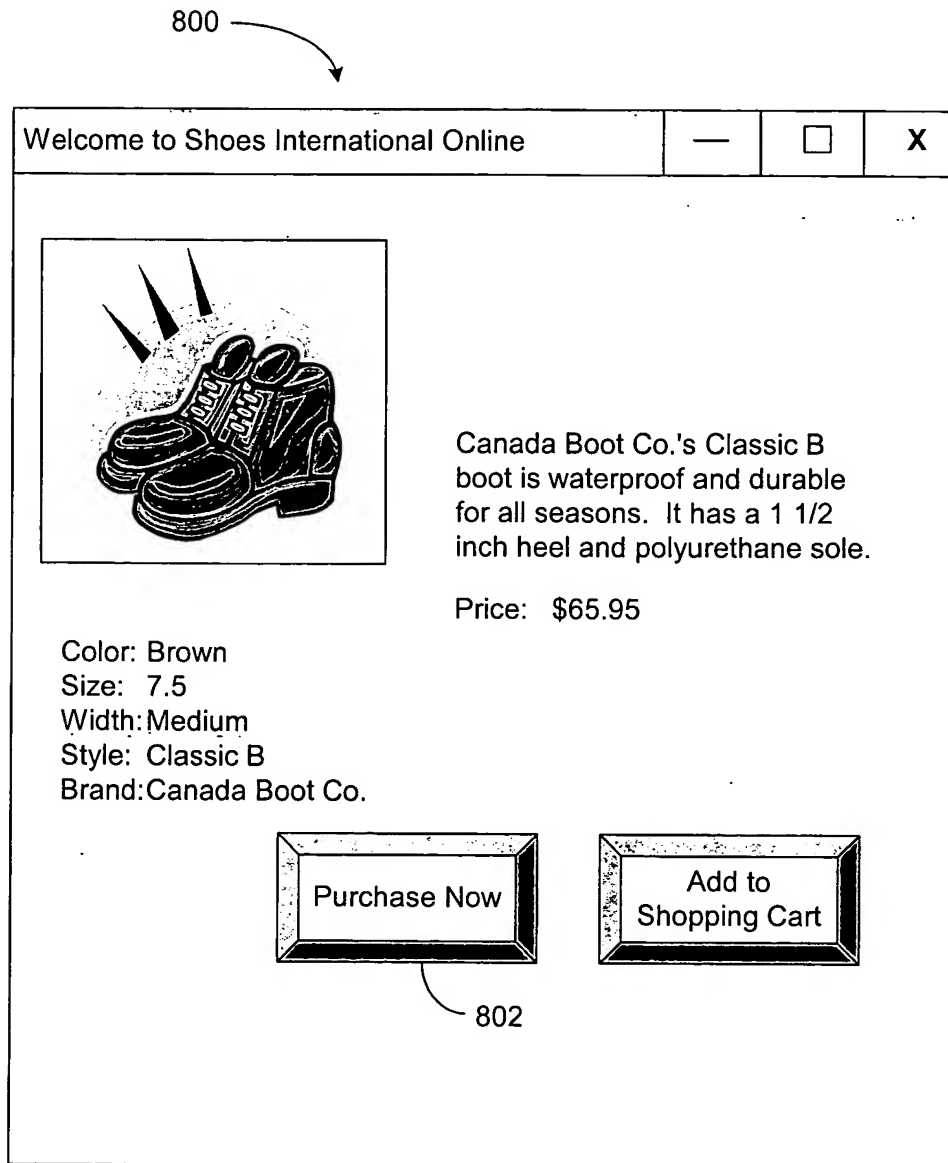 800
Welcome to Shoes International Online
X
Canada Boot Co.'s Classic B
boot is waterproof and durable
for all seasons. It has a 1 1/2
inch heel and polyurethane sole.
Price: $65.95
Color: Brown
Size: 7.5
Width: Medium
Style: Classic B
Brand: Canada Boot Co.
Purchase Now
Add to
Shopping Cart
802